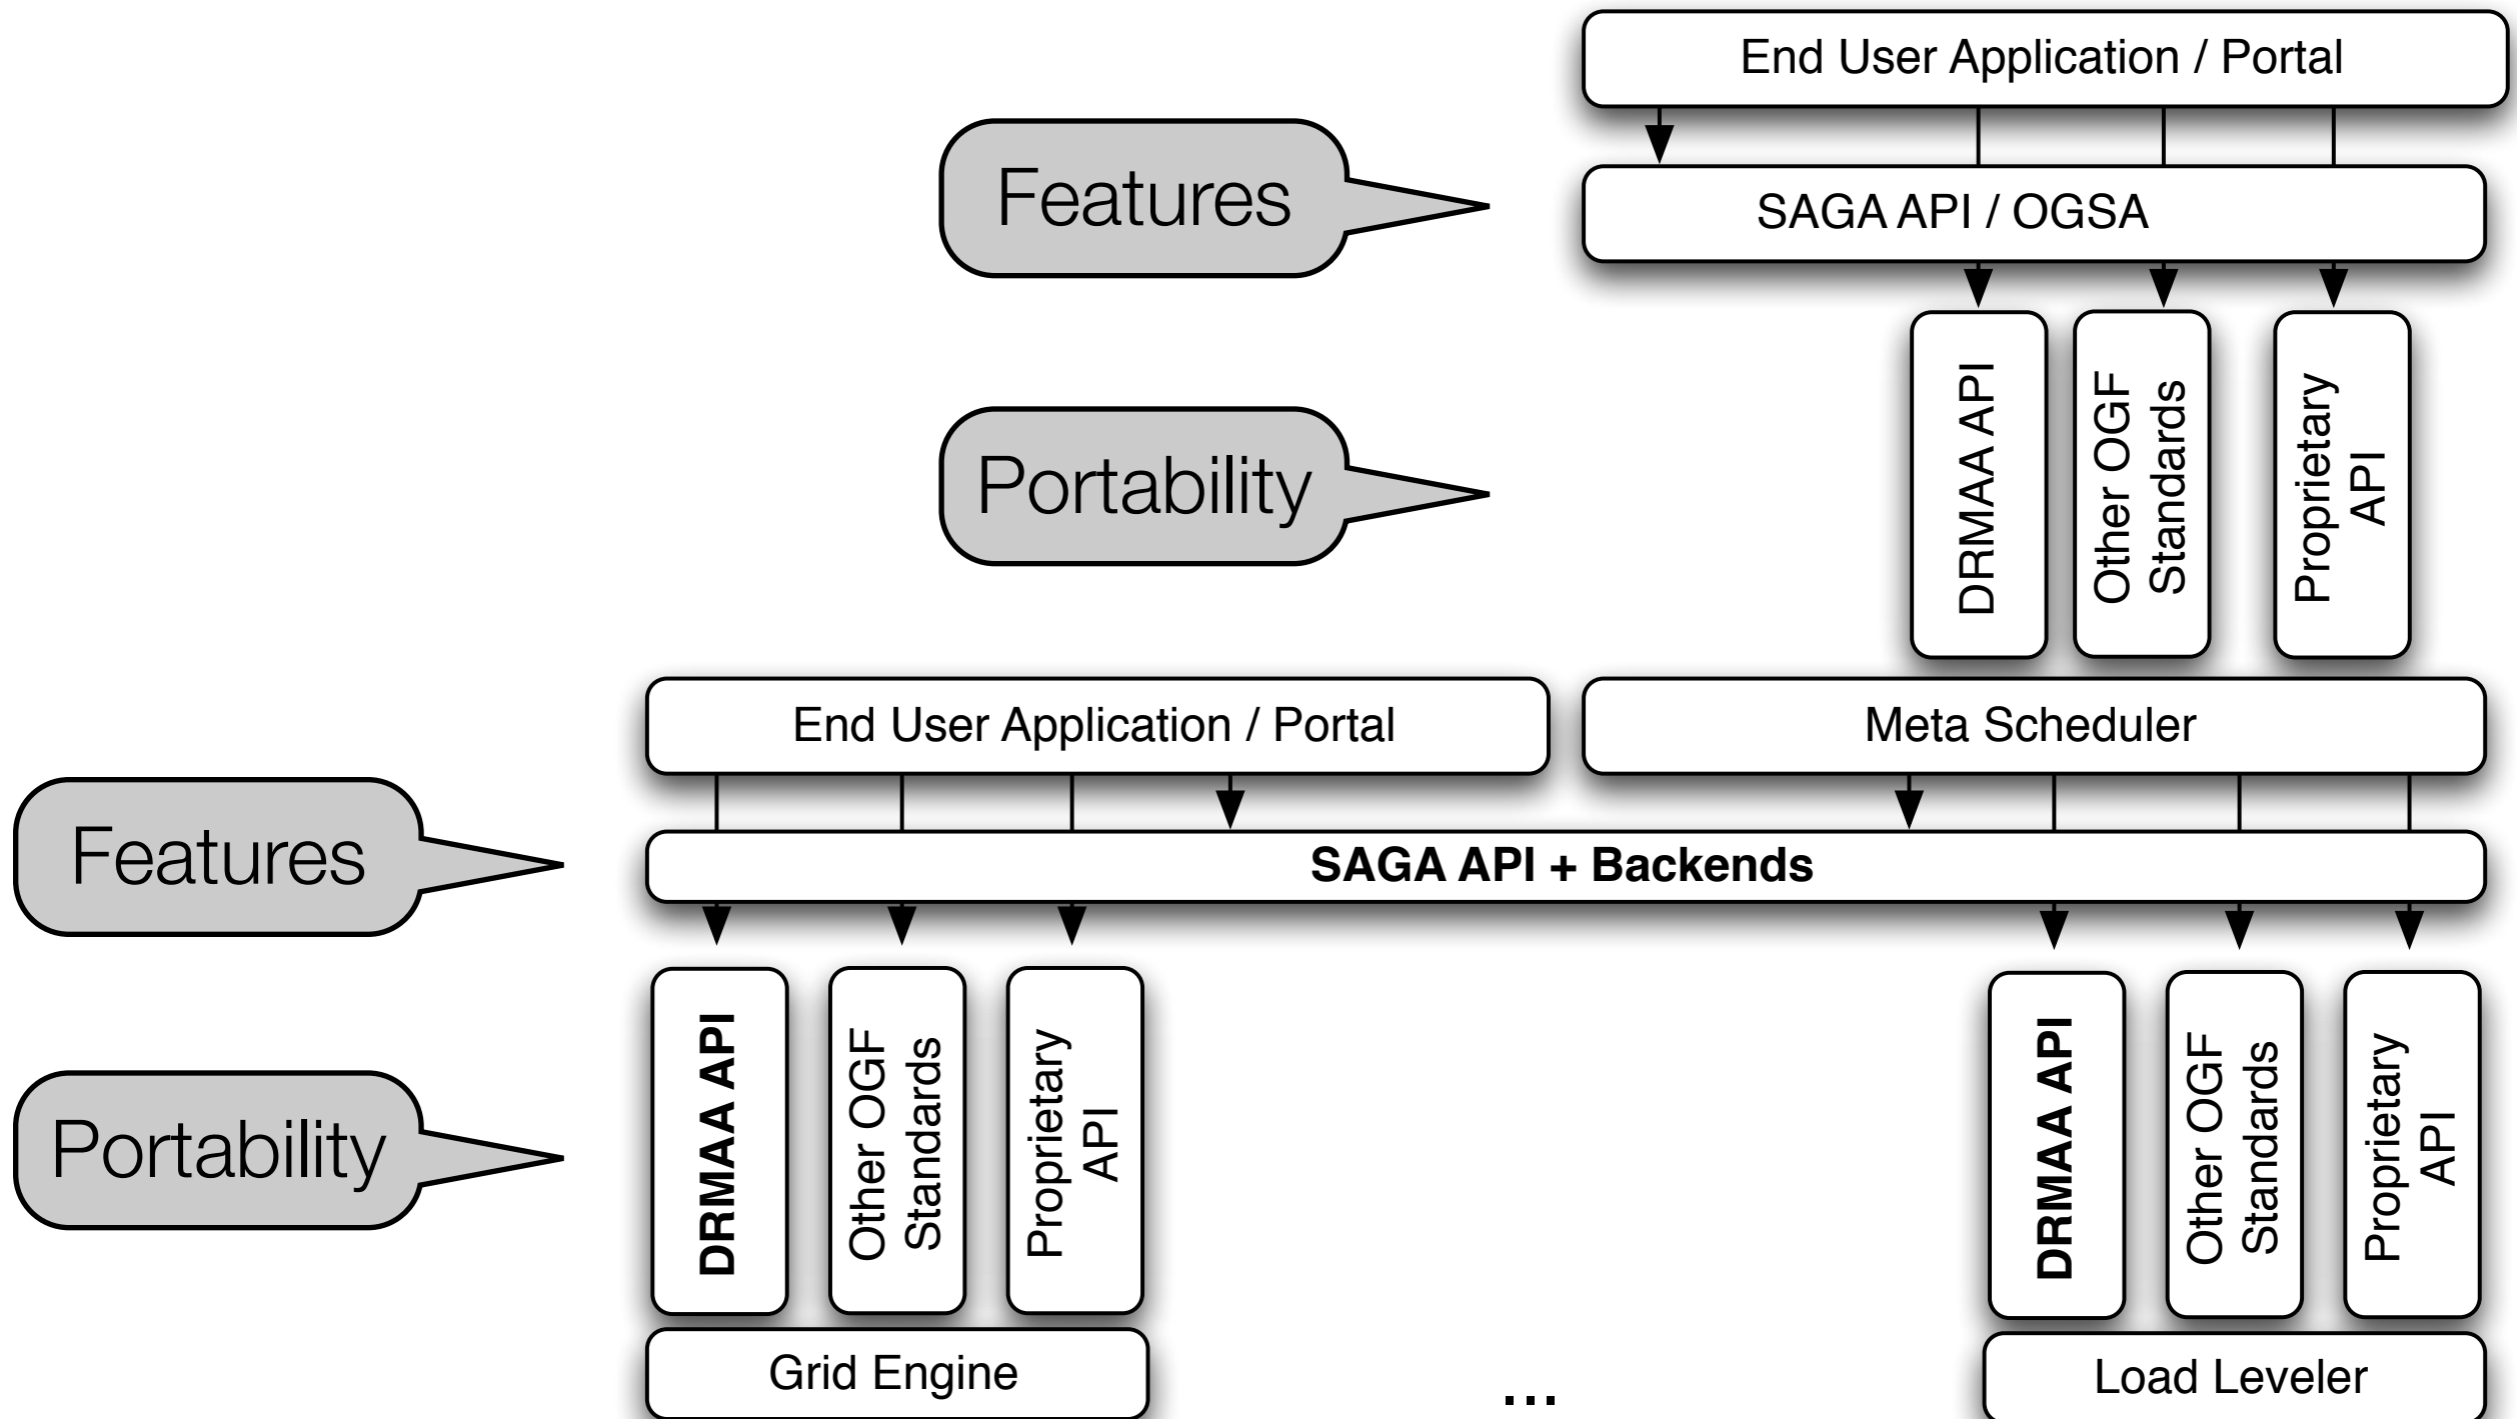 End User Application / Portal
Features
SAGA API / OGSA
Portability
DRMAA API
Other OGF
Standards
Proprietary
API
End User Application / Portal
Meta Scheduler
Features
SAGA API + Backends
Portability
DRMAA API
Other OGF
Standards
Proprietary
API
DRMAA API
Other OGF
Standards
Proprietary
API
Grid Engine
...
Load Leveler